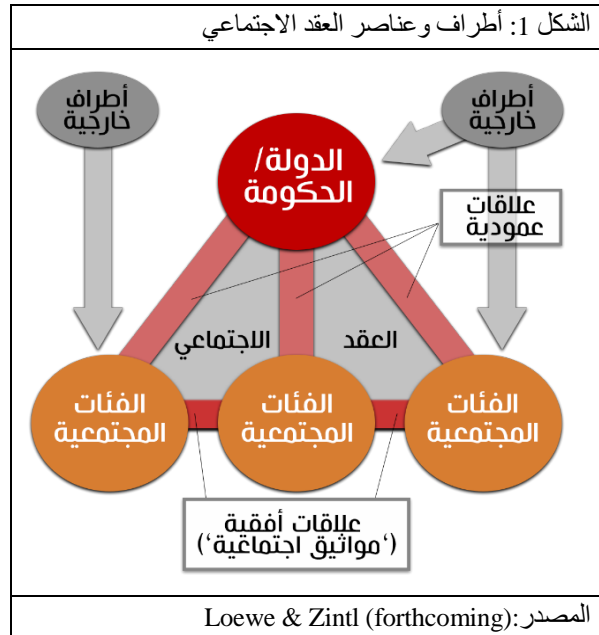 الشكل 1: أطراف وعناصر العقد الاجتماعي
أطراف
خارجية
أطراف
خارجية
الدولة/
الحكومة
علاقات
عمودية
العقد
الاجتماعي
الفئات
المجتمعية
الفئات
المجتمعية
الفئات
المجتمعية
علاقات أفقية
(‘مواثيق اجتماعية‘)
المصدر: Loewe & Zintl (forthcoming)